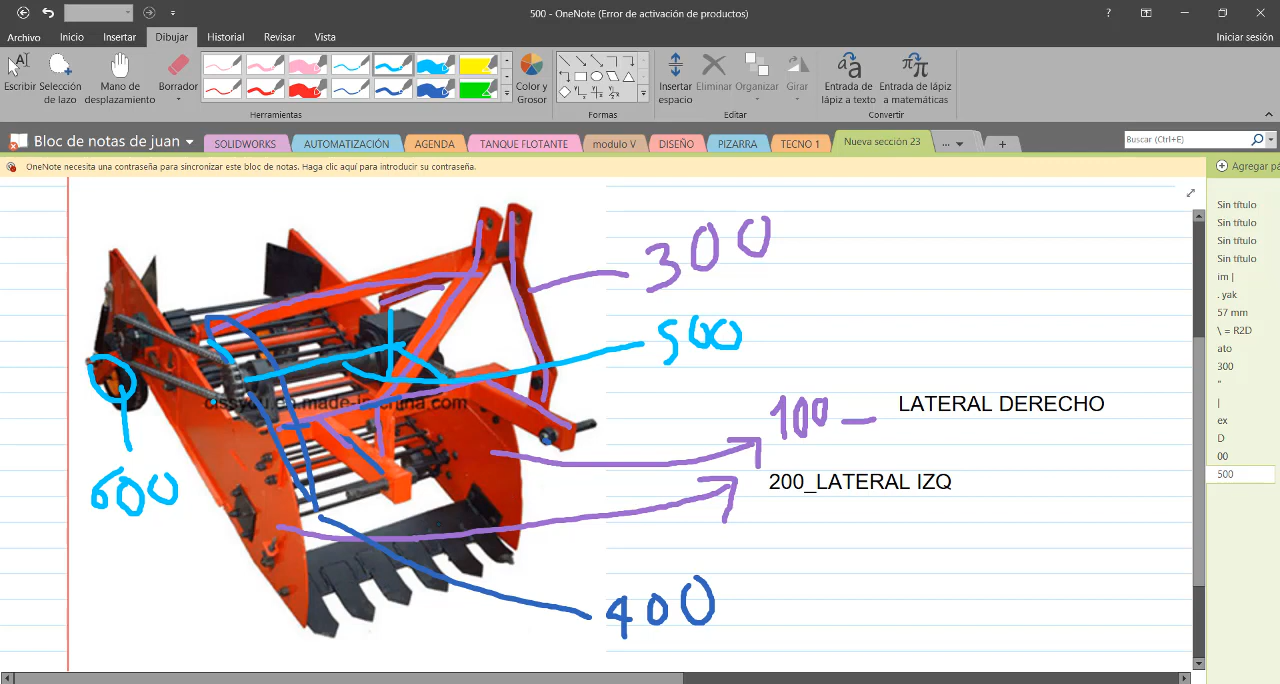 500 - OneNote (Error de activación de productos)
Iniciar sesión
Archivo Inicio Insertar Dibujar Historial Revisar Vista
Escribir
Selección de lazo
Mano de desplazamiento
Borrador
Color y Grosor
Insertar espacio
Eliminar
Organizar
Girar
Entrada de lápiz a texto
Entrada de lápiz a matemáticas
Herramientas
Formas
Editar
Convertir
Bloc de notas de juan
SOLIDWORKS AUTOMATIZACIÓN AGENDA TANQUE FLOTANTE modulo V DISEÑO PIZARRA TECNO 1 Nueva sección 23 ... +
Buscar (Ctrl+E)
OneNote necesita una contraseña para sincronizar este bloc de notas. Haga clic aquí para introducir su contraseña.
Agregar pá
Sin título
Sin título
Sin título
Sin título
im |
. yak
57 mm
\ = R2D
ato
300
"
|
ex
D
00
500
300
500
cissyou.en.made-in-china.com
100 — LATERAL DERECHO
200_LATERAL IZQ
600
400